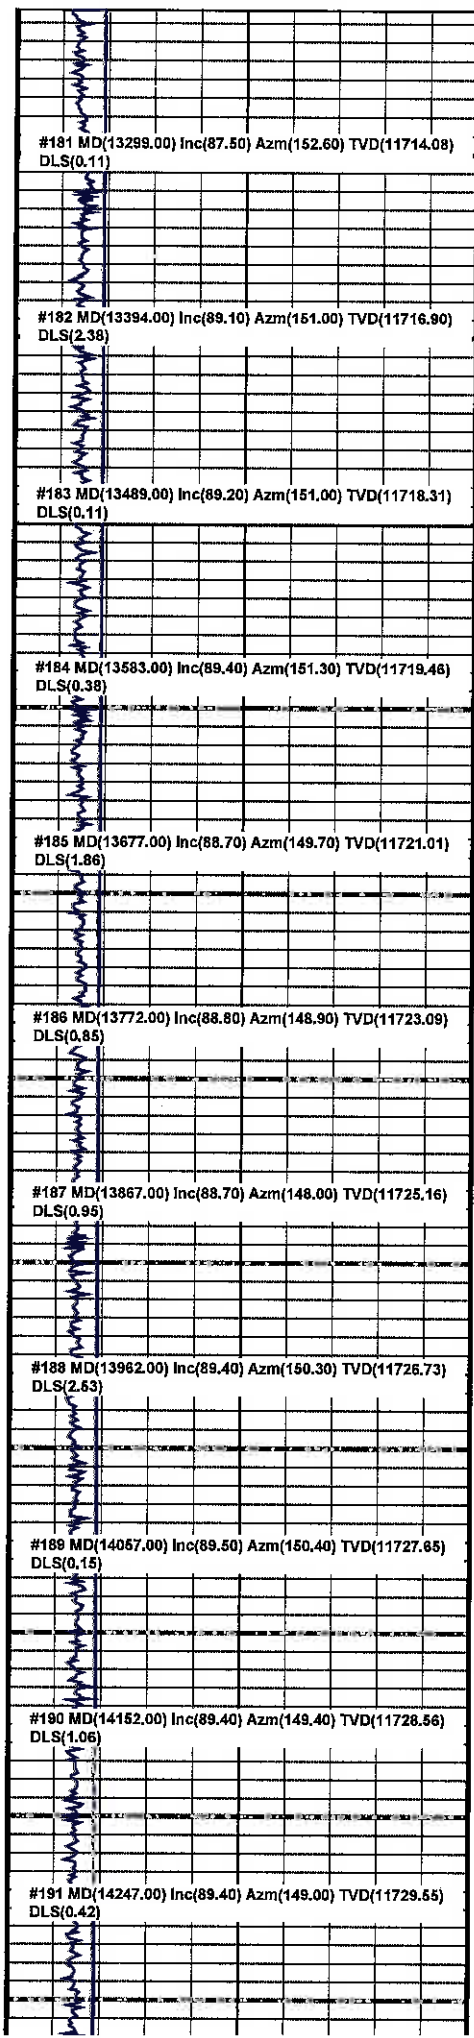 #181 MD(13299.00) Inc(87.50) Azm(152.60) TVD(11714.08)
DLS(0.11)
#182 MD(13394.00) Inc(89.10) Azm(151.00) TVD(11716.90)
DLS(2.38)
#183 MD(13489.00) Inc(89.20) Azm(151.00) TVD(11718.31)
DLS(0.11)
#184 MD(13583.00) Inc(89.40) Azm(151.30) TVD(11719.46)
DLS(0.38)
#185 MD(13677.00) Inc(88.70) Azm(149.70) TVD(11721.01)
DLS(1.86)
#186 MD(13772.00) Inc(88.80) Azm(148.90) TVD(11723.09)
DLS(0.85)
#187 MD(13867.00) Inc(88.70) Azm(148.00) TVD(11725.16)
DLS(0.95)
#188 MD(13962.00) Inc(89.40) Azm(150.30) TVD(11726.73)
DLS(2.53)
#189 MD(14057.00) Inc(89.50) Azm(150.40) TVD(11727.65)
DLS(0.15)
#190 MD(14152.00) Inc(89.40) Azm(149.40) TVD(11728.56)
DLS(1.06)
#191 MD(14247.00) Inc(89.40) Azm(149.00) TVD(11729.55)
DLS(0.42)